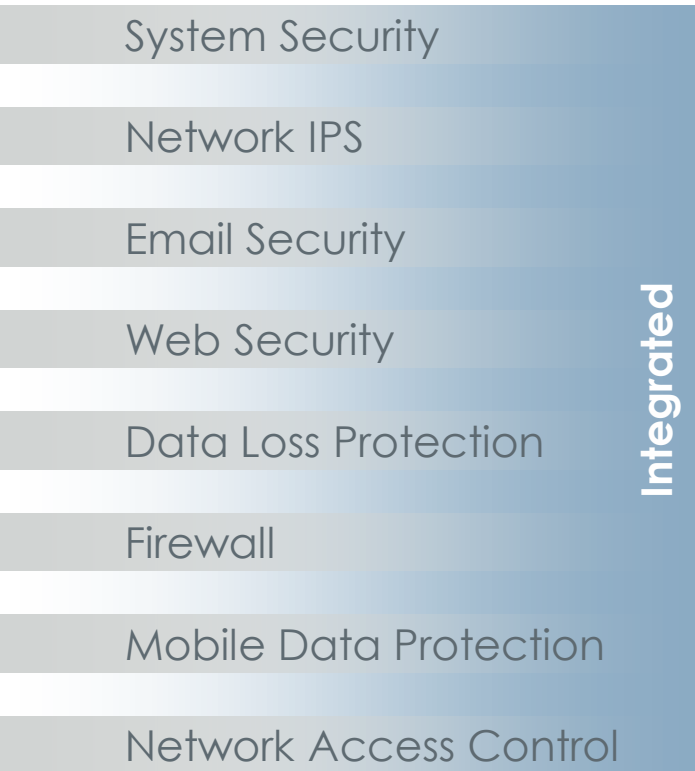 System Security
Network IPS
Email Security
Web Security
Data Loss Protection
Firewall
Mobile Data Protection
Network Access Control
Integrated